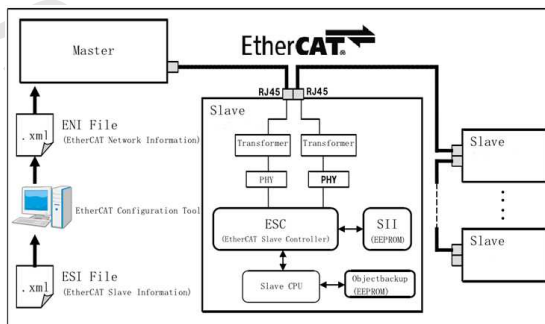 Master
EtherCAT®
RJ45
RJ45
ENI File
(EtherCAT Network Information)
.xml
EtherCAT Configuration Tool
ESI File
(EtherCAT Slave Information)
.xml
Slave
Transformer
Transformer
PHY
PHY
ESC
(EtherCAT Slave Controller)
SII
(EEPROM)
Slave CPU
Objectbackup
(EEPROM)
Slave
Slave